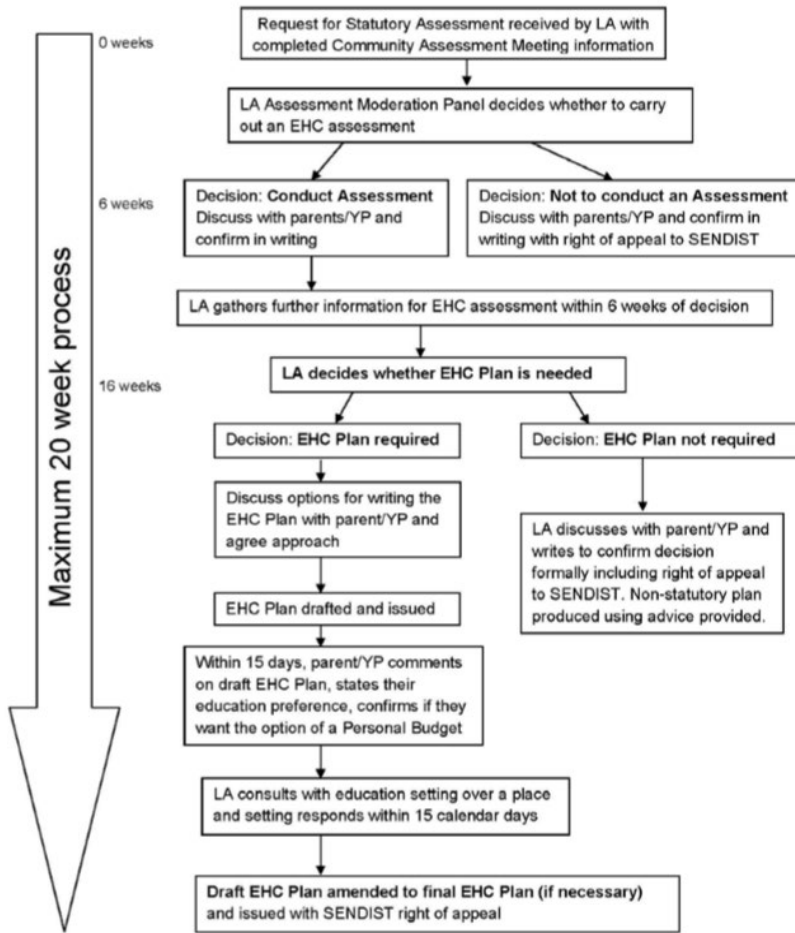 Request for Statutory Assessment received by LA with
completed Community Assessment Meeting information
0 weeks
LA Assessment Moderation Panel decides whether to carry
out an EHC assessment
6 weeks
Decision: Conduct Assessment
Discuss with parents/YP and
confirm in writing
Decision: Not to conduct an Assessment
Discuss with parents/YP and confirm in
writing with right of appeal to SENDIST
LA gathers further information for EHC assessment within 6 weeks of decision
16 weeks
LA decides whether EHC Plan is needed
Maximum 20 week process
Decision: EHC Plan required
Decision: EHC Plan not required
Discuss options for writing the
EHC Plan with parent/YP and
agree approach
LA discusses with parent/YP and
writes to confirm decision
formally including right of appeal
to SENDIST. Non-statutory plan
produced using advice provided.
EHC Plan drafted and issued
Within 15 days, parent/YP comments
on draft EHC Plan, states their
education preference, confirms if they
want the option of a Personal Budget
LA consults with education setting over a place
and setting responds within 15 calendar days
Draft EHC Plan amended to final EHC Plan (if necessary)
and issued with SENDIST right of appeal